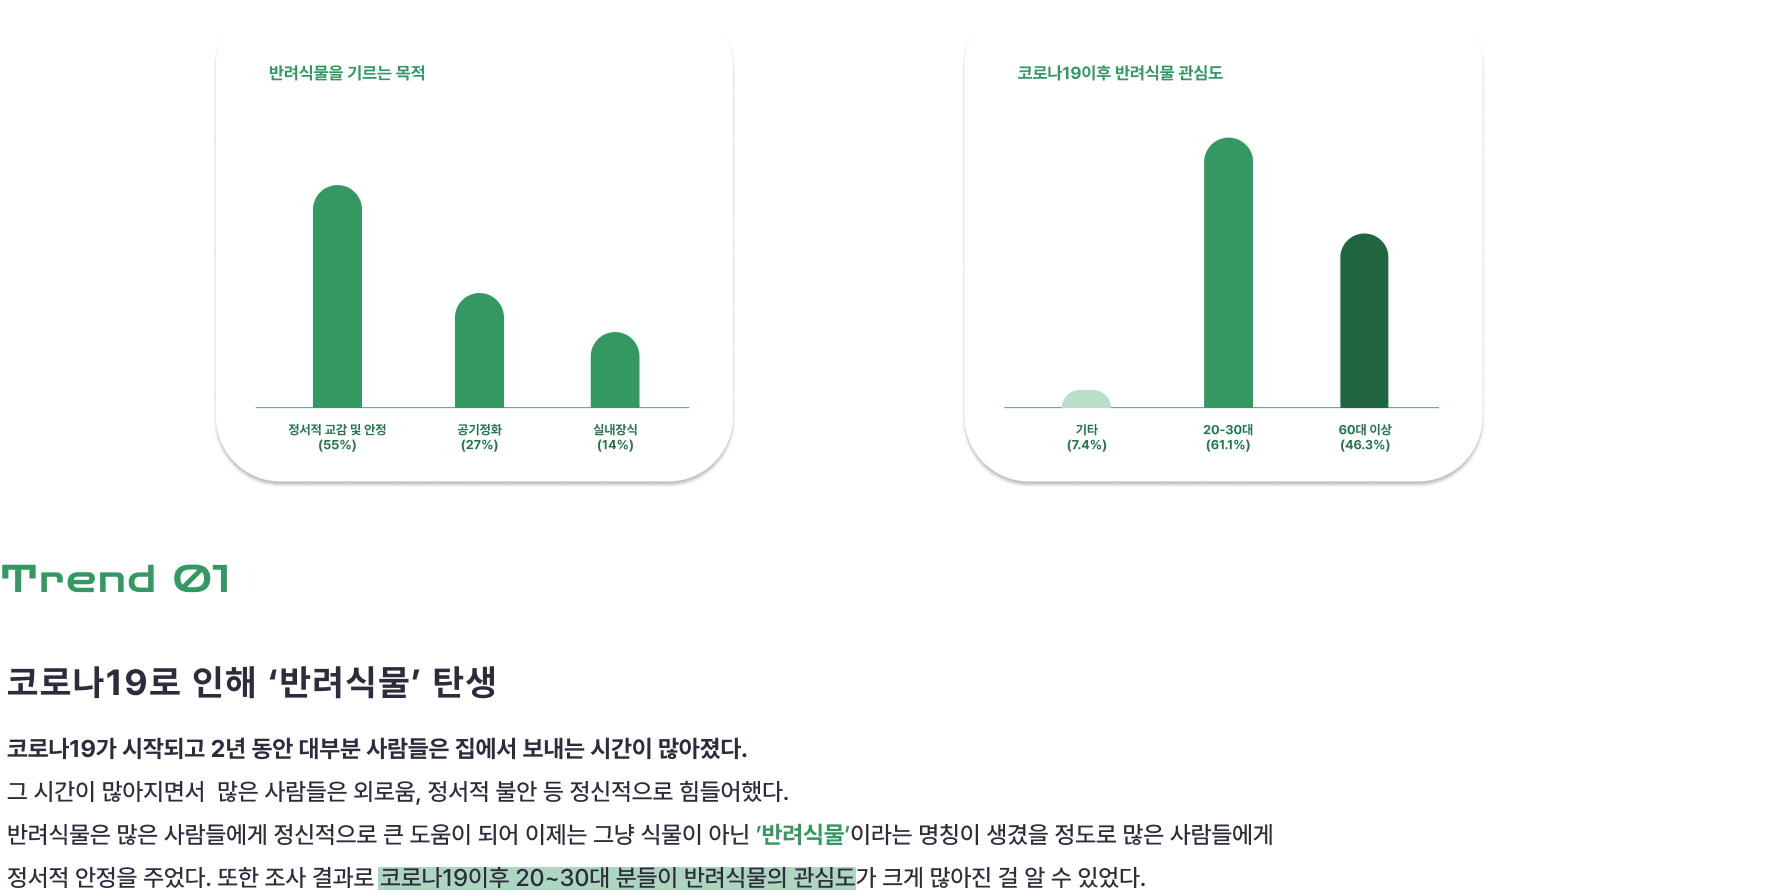 반려식물을 기르는 목적
정서적 교감 및 안정
(55%)
공기정화
(27%)
실내장식
(14%)
코로나19이후 반려식물 관심도
기타
(7.4%)
20-30대
(61.1%)
60대 이상
(46.3%)
Trend 01
코로나19로 인해 ‘반려식물’ 탄생
코로나19가 시작되고 2년 동안 대부분 사람들은 집에서 보내는 시간이 많아졌다.
그 시간이 많아지면서  많은 사람들은 외로움, 정서적 불안 등 정신적으로 힘들어했다.
반려식물은 많은 사람들에게 정신적으로 큰 도움이 되어 이제는 그냥 식물이 아닌 ’반려식물’이라는 명칭이 생겼을 정도로 많은 사람들에게
정서적 안정을 주었다. 또한 조사 결과로 코로나19이후 20~30대 분들이 반려식물의 관심도가 크게 많아진 걸 알 수 있었다.